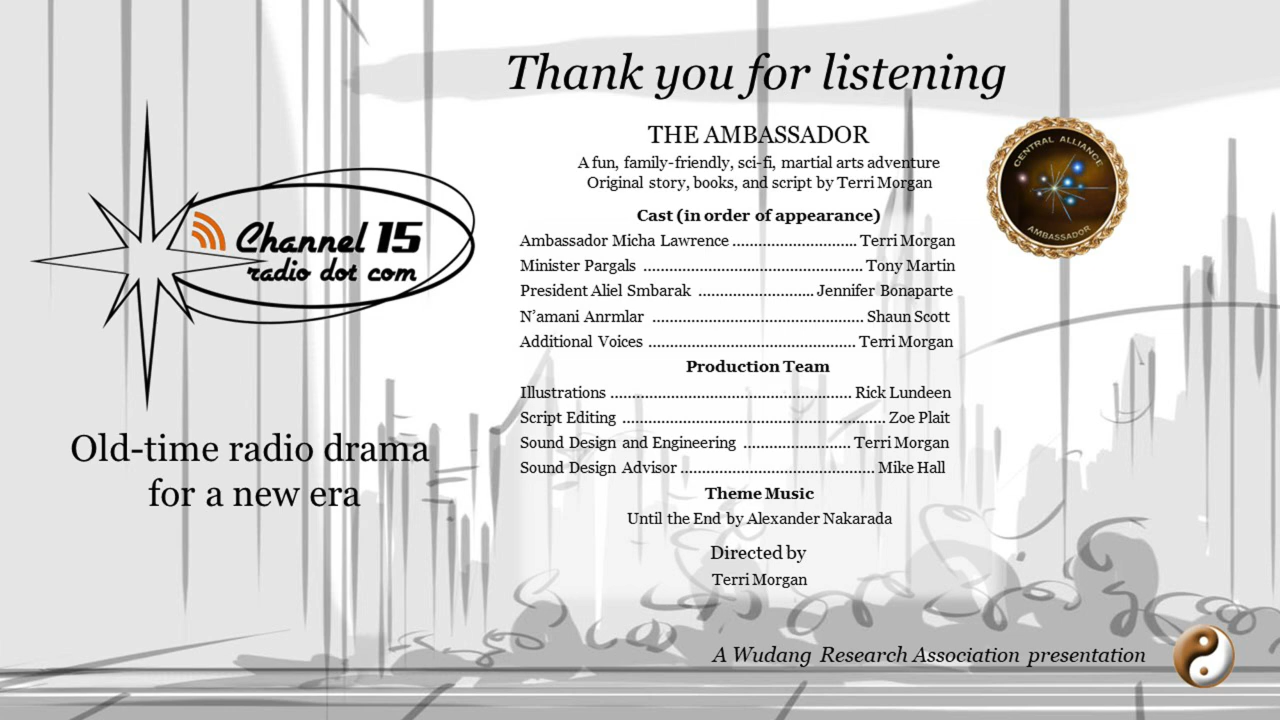 Thank you for listening
THE AMBASSADOR
A fun, family-friendly, sci-fi, martial arts adventure
Original story, books, and script by Terri Morgan
Cast (in order of appearance)
Ambassador Micha Lawrence ............................. Terri Morgan
Minister Pargals ................................................... Tony Martin
President Aliel Smbarak ........................... Jennifer Bonaparte
N'amani Anrmlar ................................................. Shaun Scott
Additional Voices ................................................ Terri Morgan
Production Team
Illustrations ........................................................ Rick Lundeen
Script Editing ............................................................. Zoe Plait
Sound Design and Engineering ......................... Terri Morgan
Sound Design Advisor ............................................. Mike Hall
Theme Music
Until the End by Alexander Nakarada
Directed by
Terri Morgan
A Wudang Research Association presentation
Channel 15
radio dot com
Old-time radio drama
for a new era
CENTRAL ALLIANCE
AMBASSADOR